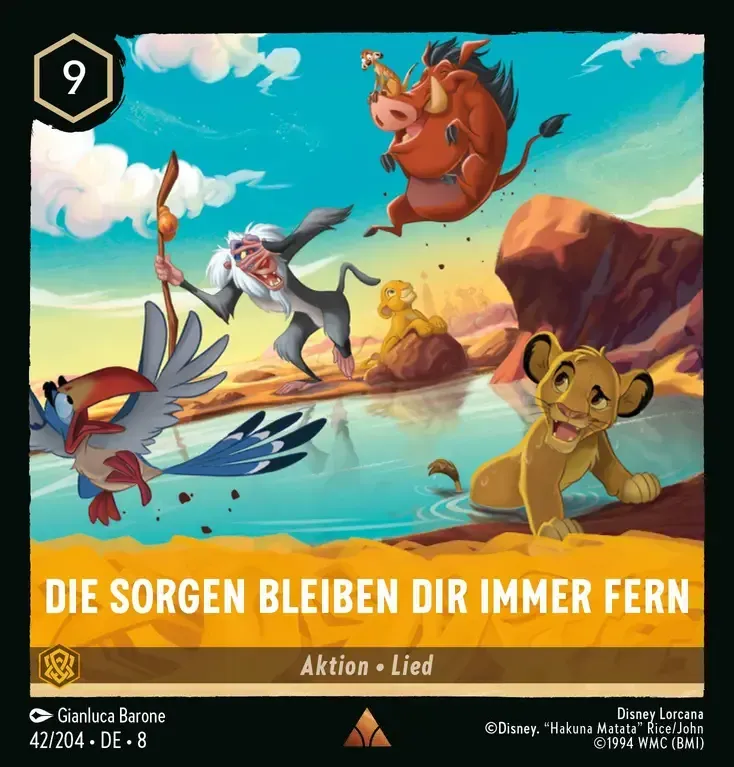 9
DIE SORGEN BLEIBEN DIR IMMER FERN
Aktion • Lied
Gianluca Barone
42/204 • DE • 8
Disney Lorcana
©Disney. “Hakuna Matata” Rice/John
©1994 WMC (BMI)